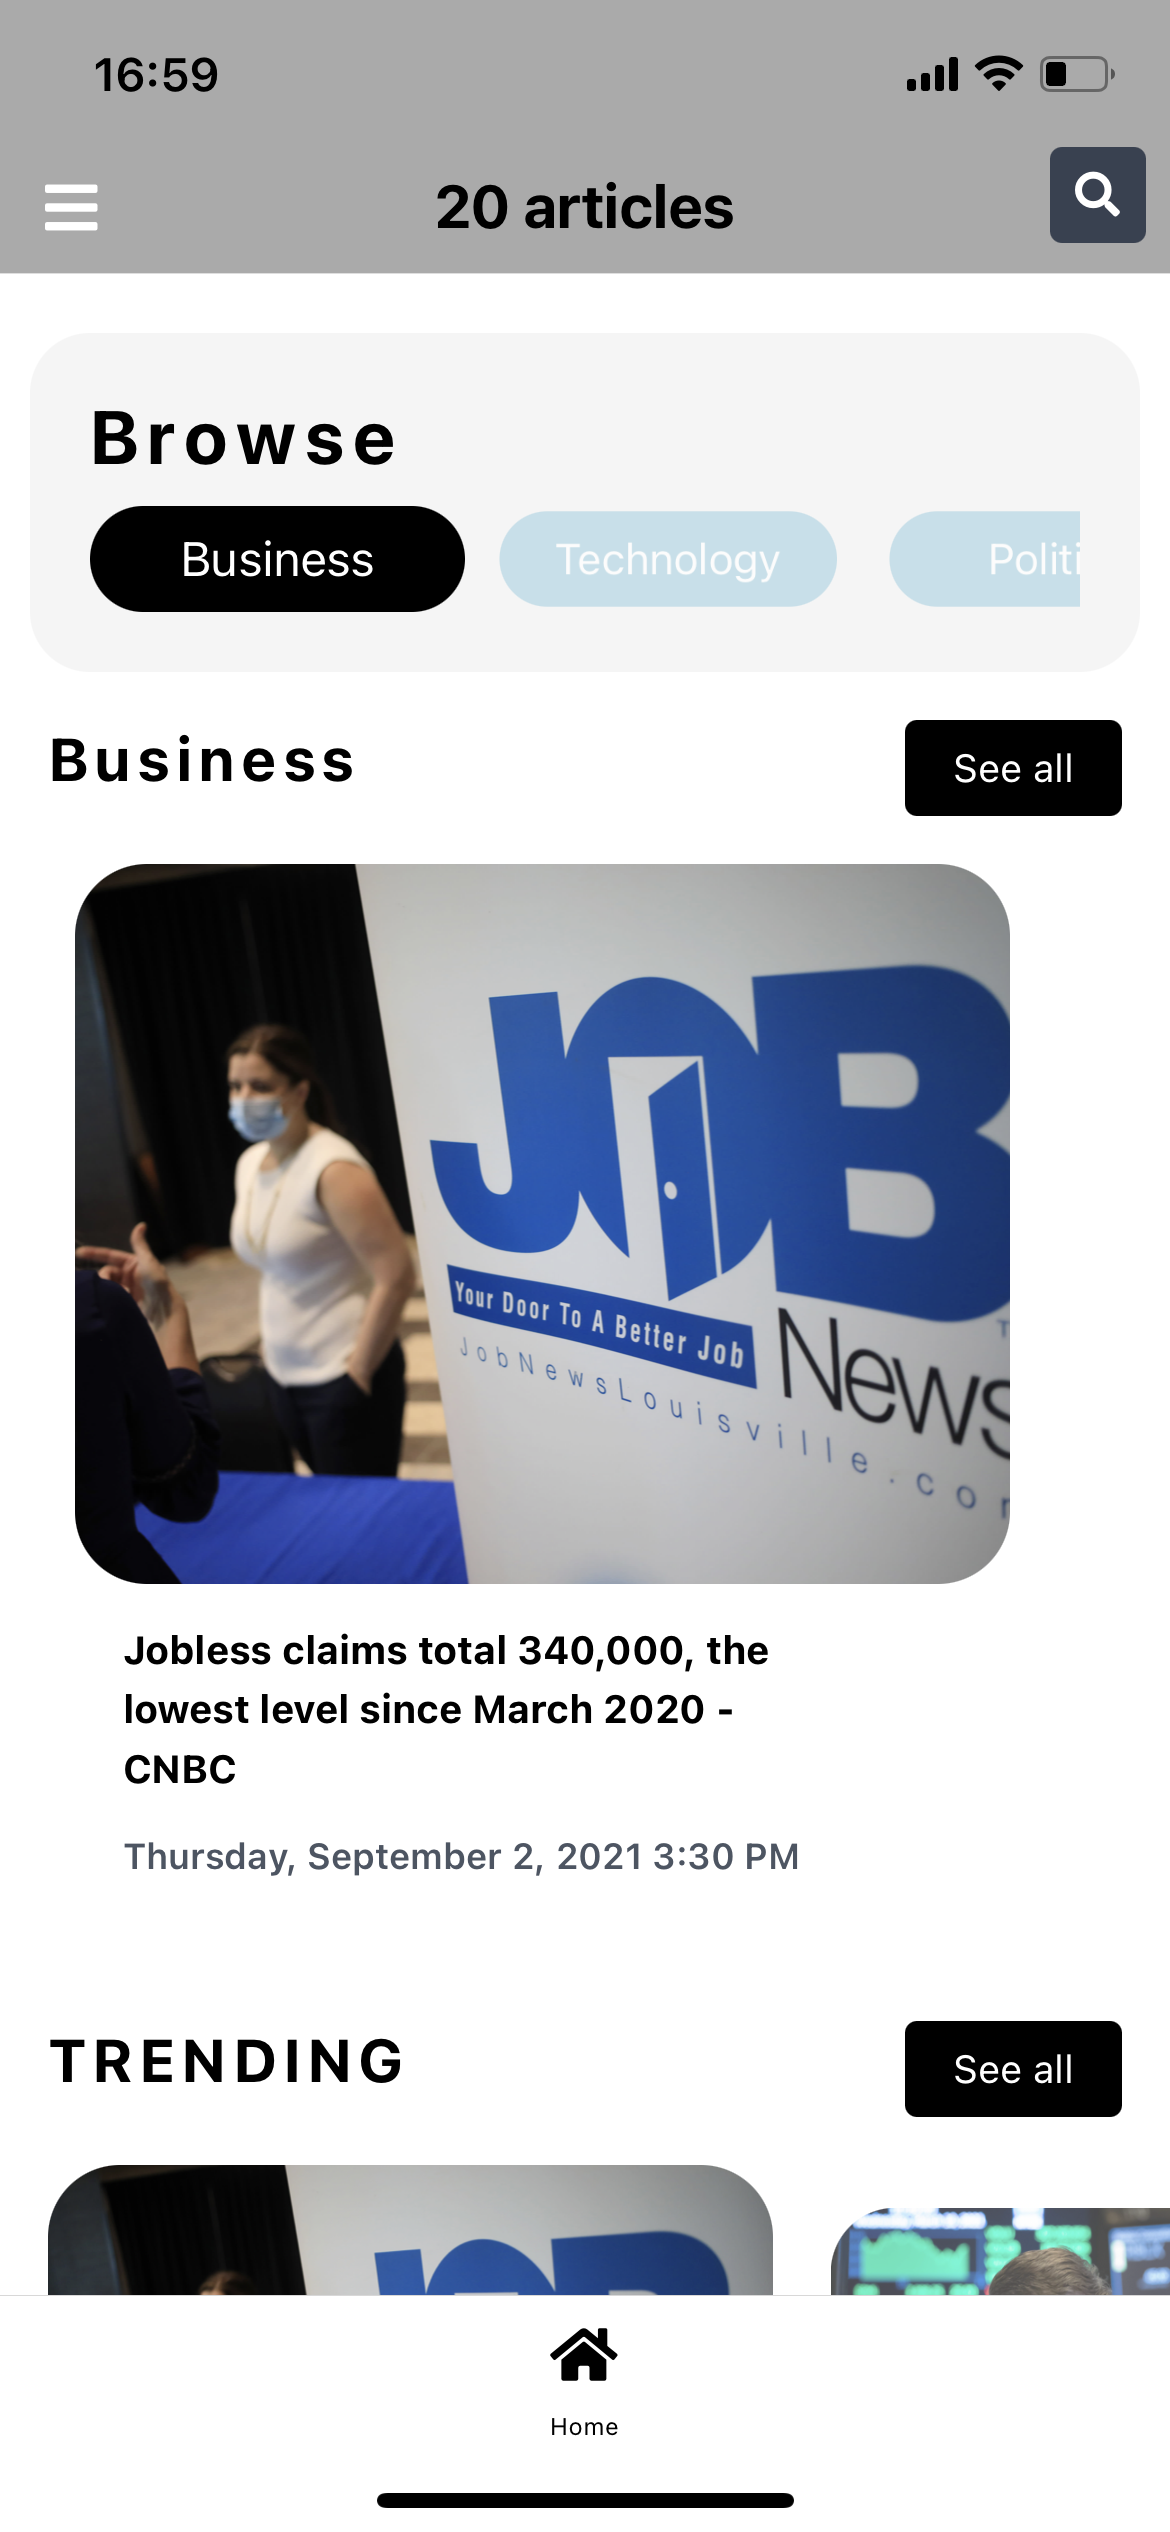 16:59
20 articles
Browse
Business
Technology
Politi
Business
See all
JOB
Your Door To A Better Job
News
JobNewsLouisville.co
Jobless claims total 340,000, the
lowest level since March 2020 -
CNBC
Thursday, September 2, 2021 3:30 PM
TRENDING
See all
Home